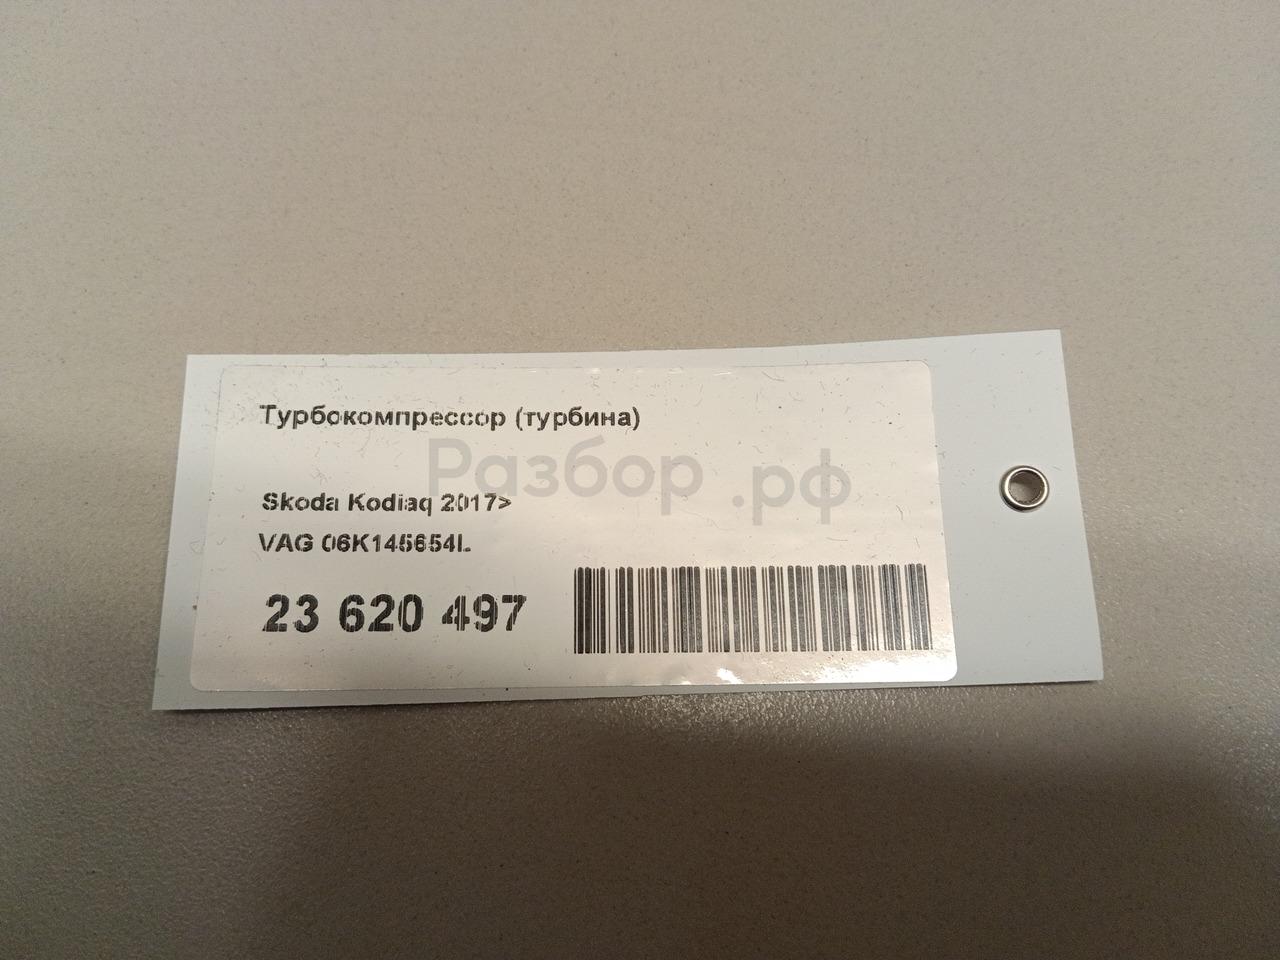 Турбокомпрессор (турбина)
Разбор.рф
Skoda Kodiaq 2017>
VAG 06K145654L
23 620 497